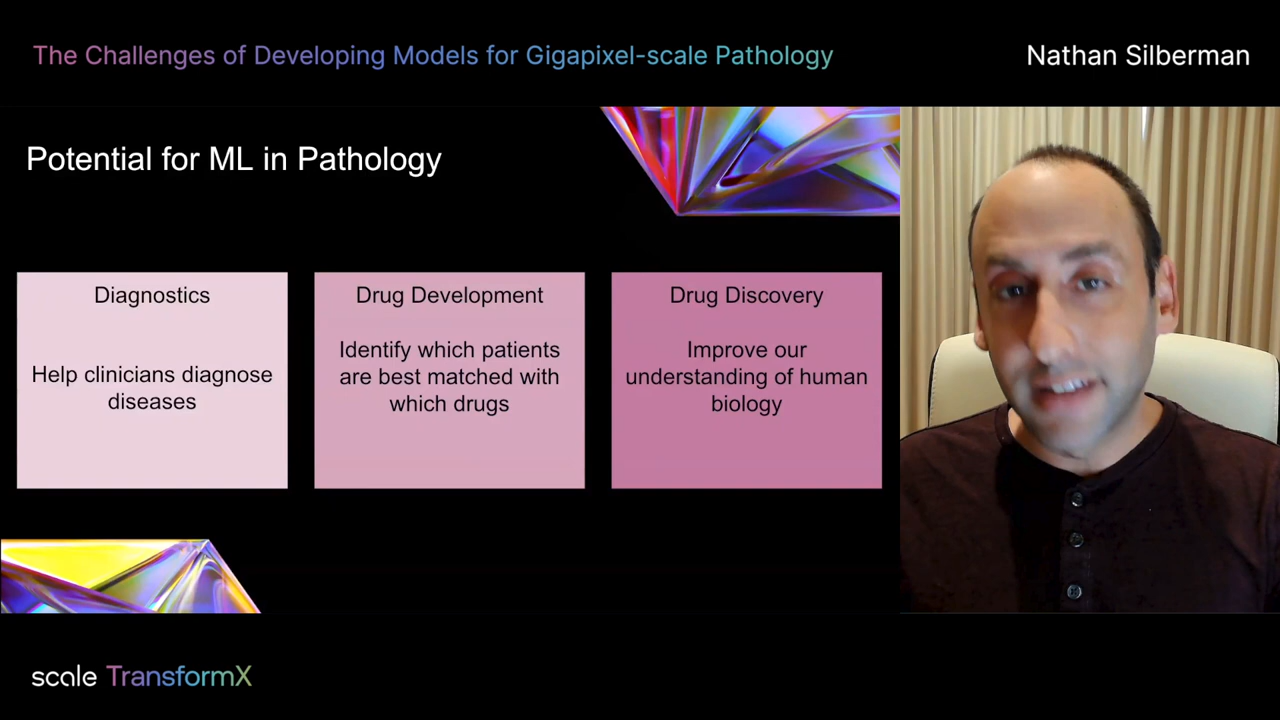 The Challenges of Developing Models for Gigapixel-scale Pathology
Nathan Silberman
Potential for ML in Pathology
Diagnostics
Help clinicians diagnose
diseases
Drug Development
Identify which patients
are best matched with
which drugs
Drug Discovery
Improve our
understanding of human
biology
scale TransformX